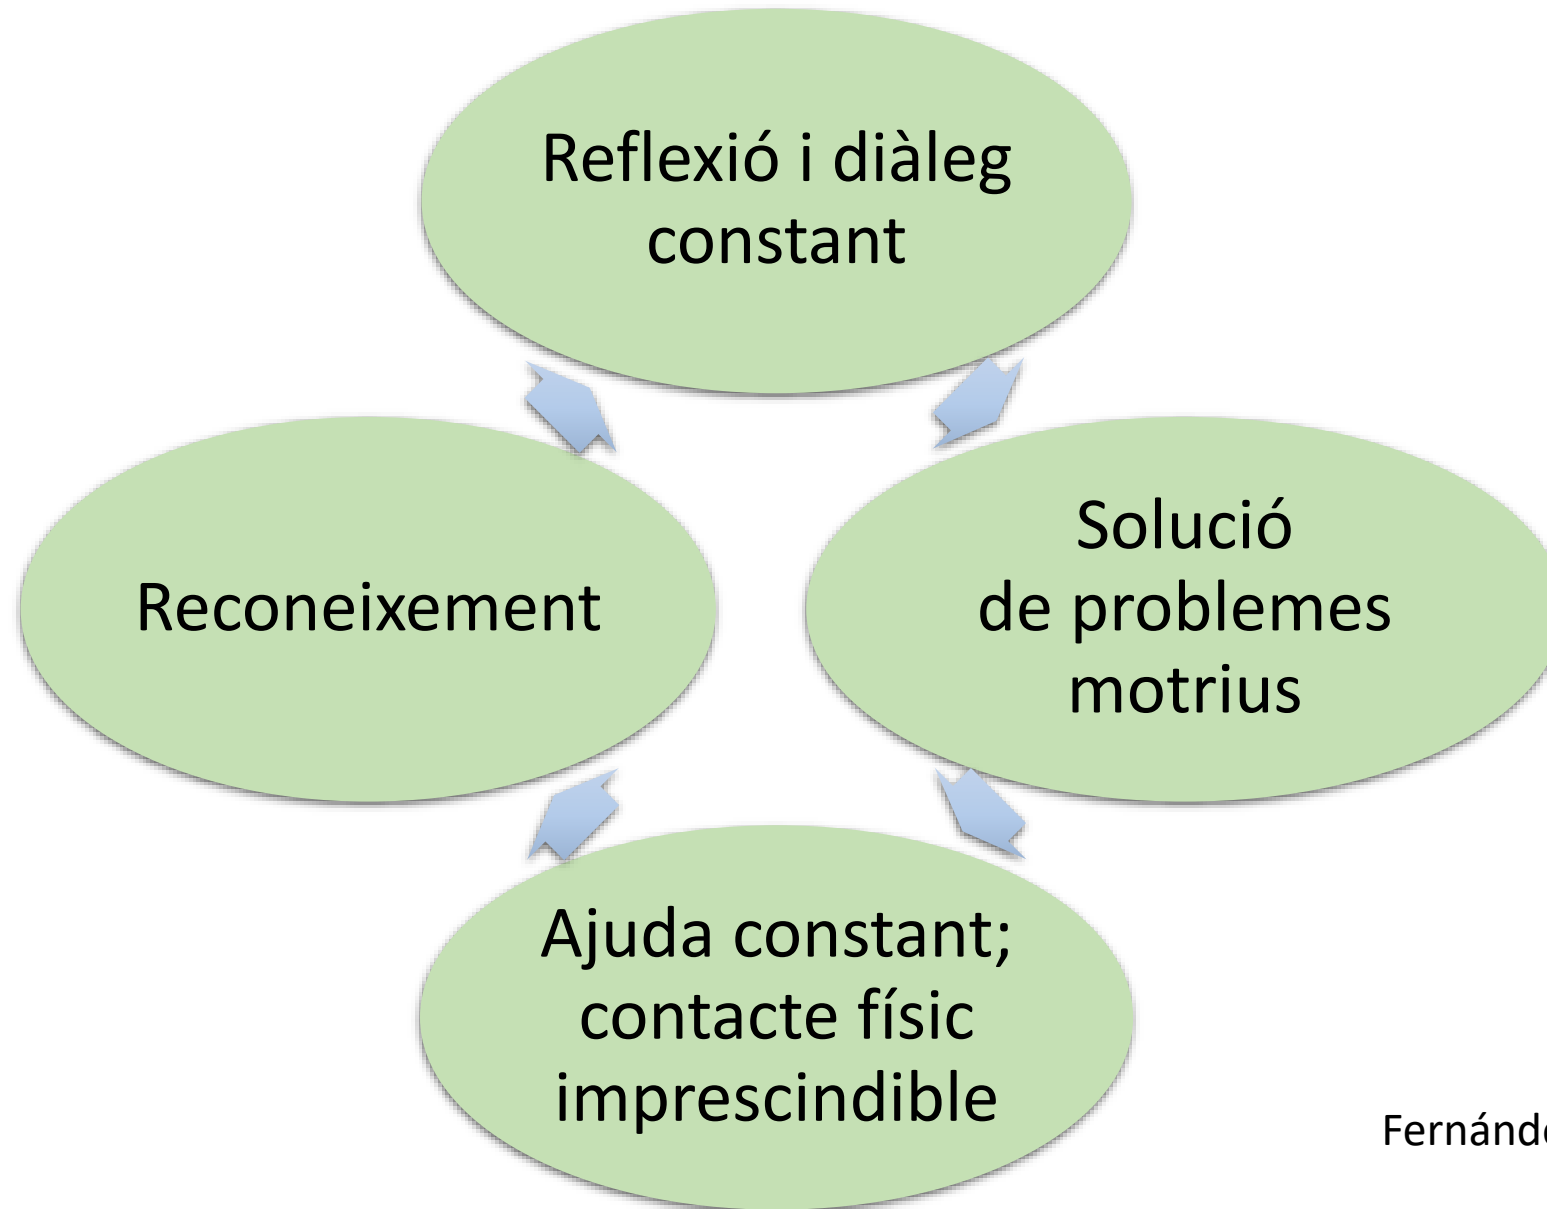 Reflexió i diàleg
constant
Reconeixement
Solució
de problemes
motrius
Ajuda constant;
contacte físic
imprescindible